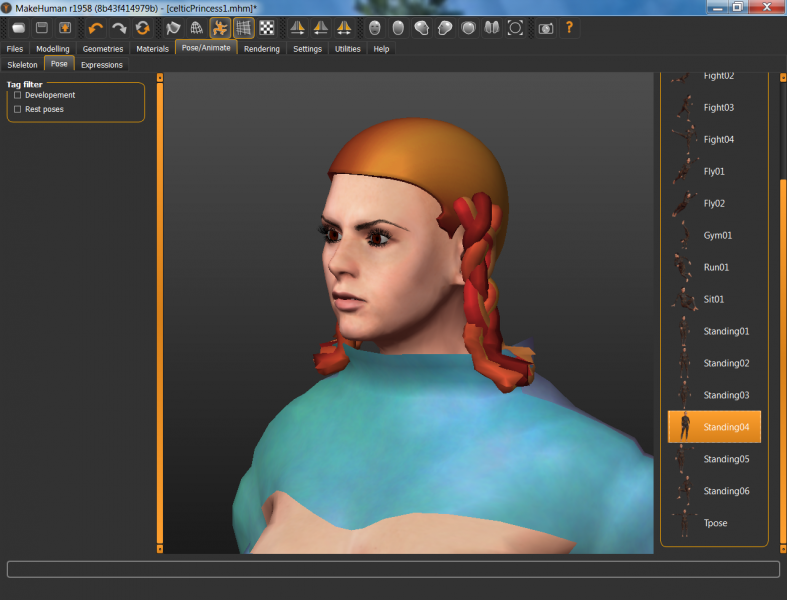 MakeHuman r1958 (8b43f414979b) - [celticPrincess1.mhm]*
Files Modelling Geometries Materials Pose/Animate Rendering Settings Utilities Help
Skeleton Pose Expressions
Tag filter
Developement
Rest poses
Fight02
Fight03
Fight04
Fly01
Fly02
Gym01
Run01
Sit01
Standing01
Standing02
Standing03
Standing04
Standing05
Standing06
Tpose